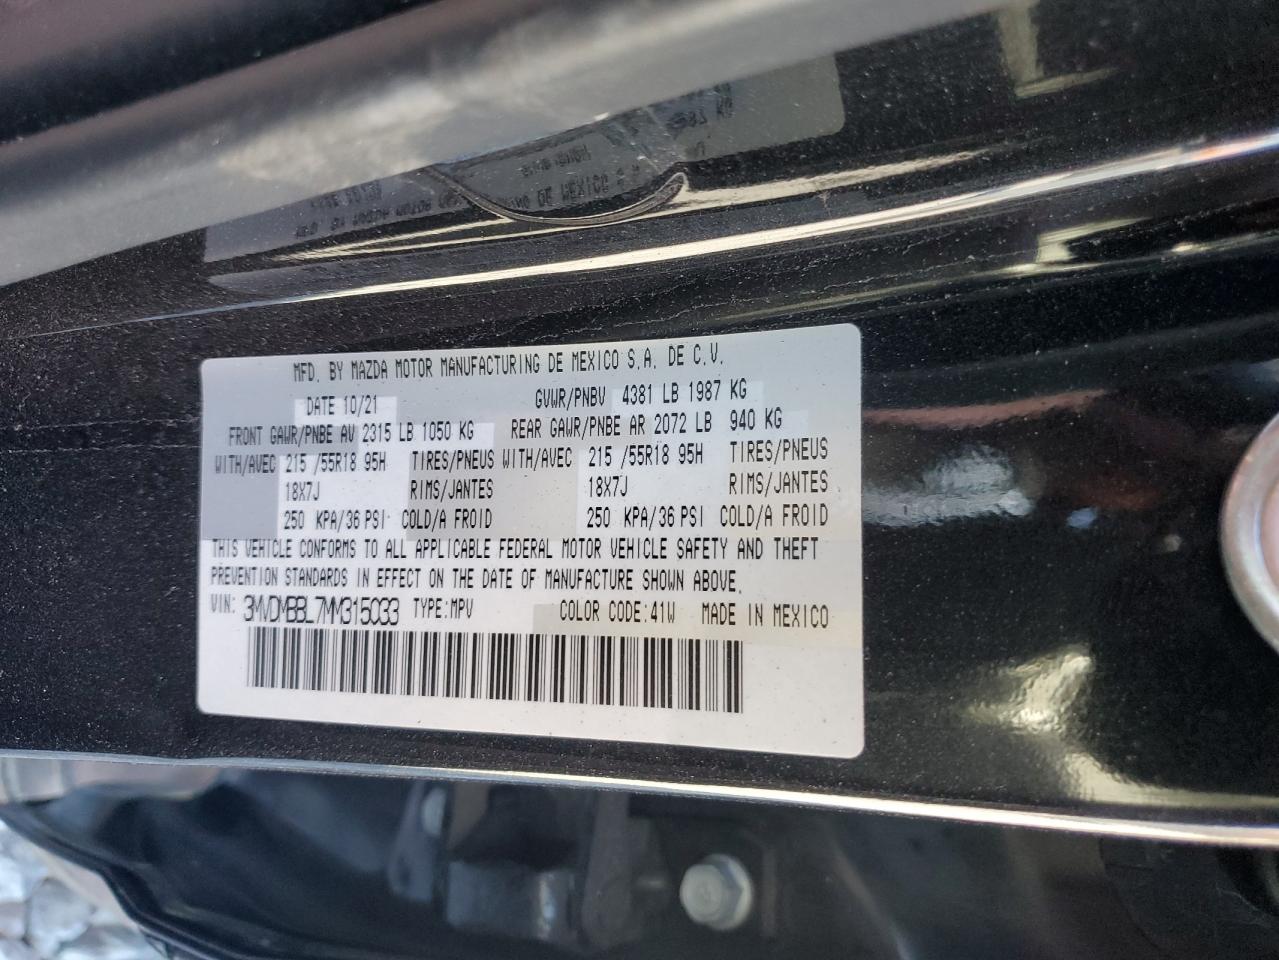 MFD. BY MAZDA MOTOR MANUFACTURING DE MEXICO S.A. DE C.V.
DATE 10/21 GVWR/PNBV 4381 LB 1987 KG
FRONT GAWR/PNBE AV 2315 LB 1050 KG REAR GAWR/PNBE AR 2072 LB 940 KG
WITH/AVEC 215 /55R18 95H TIRES/PNEUS WITH/AVEC 215 /55R18 95H TIRES/PNEUS
18X7J RIMS/JANTES 18X7J RIMS/JANTES
250 KPA/36 PSI COLD/A FROID 250 KPA/36 PSI COLD/A FROID
THIS VEHICLE CONFORMS TO ALL APPLICABLE FEDERAL MOTOR VEHICLE SAFETY AND THEFT
PREVENTION STANDARDS IN EFFECT ON THE DATE OF MANUFACTURE SHOWN ABOVE.
VIN: 3MVDMBBL7MM315033 TYPE:MPV COLOR CODE:41W MADE IN MEXICO